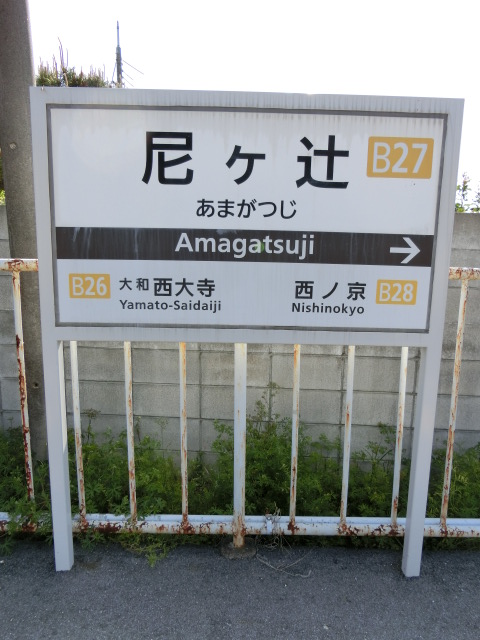 尼ヶ辻 B27
あまがつじ
Amagatsuji →
B26 大和西大寺 西ノ京 B28
Yamato-Saidaiji Nishinokyo